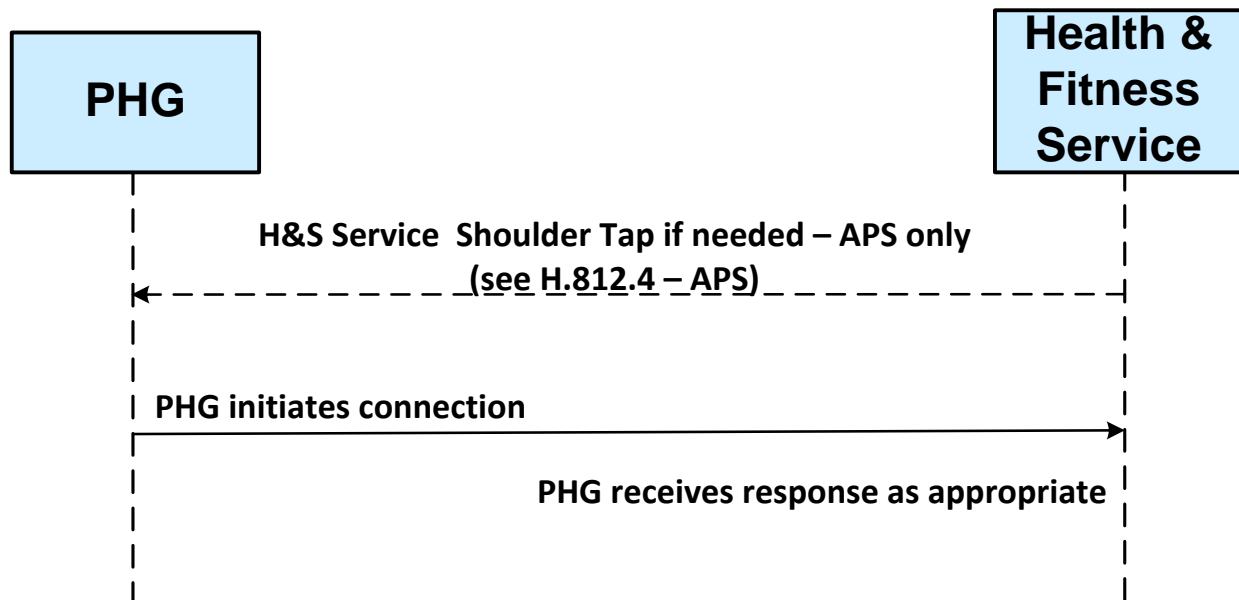 PHG
Health &
Fitness
Service
H&S Service Shoulder Tap if needed – APS only
(see H.812.4 – APS)
PHG initiates connection
PHG receives response as appropriate